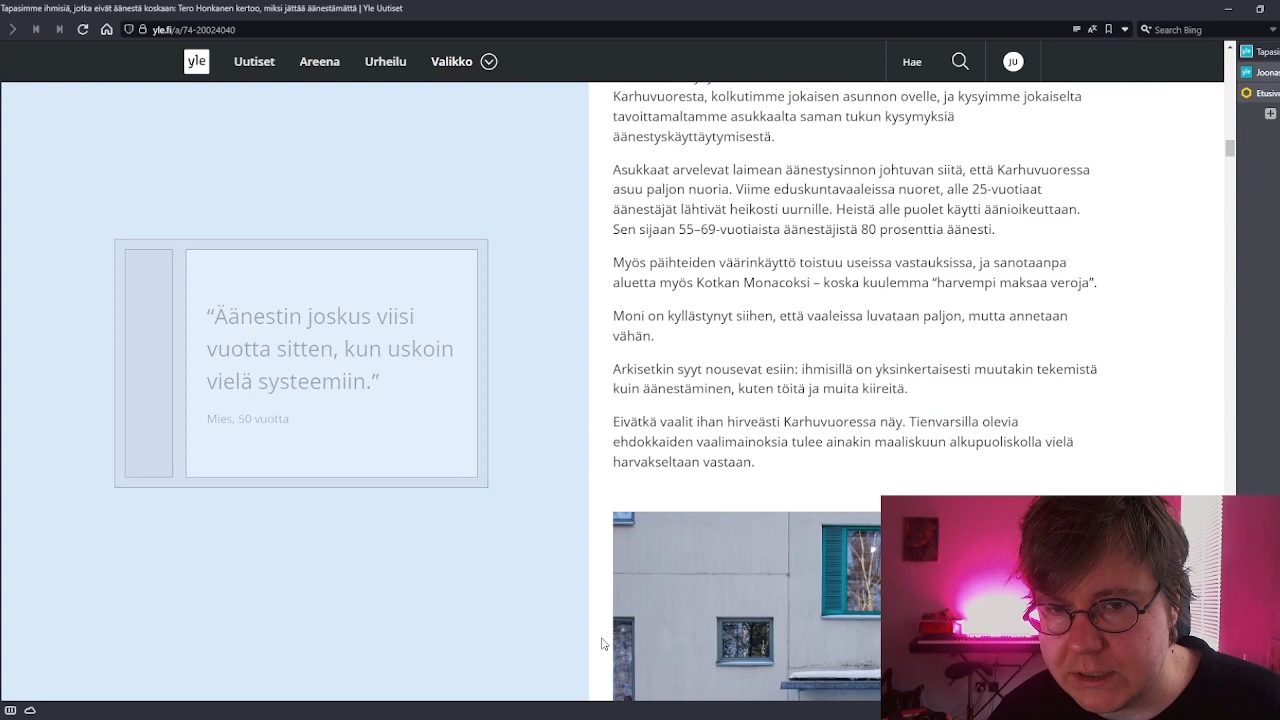 Tapasimme ihmisiä, jotka eivät äänestä koskaan: Tero Honkanen kertoo, miksi jättää äänestämättä | Yle Uutiset
yle.fi/a/74-20024040
Search Bing
yle
Uutiset
Areena
Urheilu
Valikko
Hae
JU
yle Tapasi
yle Joonas
Etusivu
Karhuvuoresta, kolkutimme jokaisen asunnon ovelle, ja kysyimme jokaiselta
tavoittamaltamme asukkaalta saman tukun kysymyksiä
äänestyskäyttäytymisestä.
Asukkaat arvelevat laimean äänestysinnon johtuvan siitä, että Karhuvuoressa
asuu paljon nuoria. Viime eduskuntavaaleissa nuoret, alle 25-vuotiaat
äänestäjät lähtivät heikosti uurnille. Heistä alle puolet käytti äänioikeuttaan.
Sen sijaan 55–69-vuotiaista äänestäjistä 80 prosenttia äänesti.
Myös päihteiden väärinkäyttö toistuu useissa vastauksissa, ja sanotaanpa
aluetta myös Kotkan Monacoksi – koska kuulemma “harvempi maksaa veroja”.
Moni on kyllästynyt siihen, että vaaleissa luvataan paljon, mutta annetaan
vähän.
Arkisetkin syyt nousevat esiin: ihmisillä on yksinkertaisesti muutakin tekemistä
kuin äänestäminen, kuten töitä ja muita kiireitä.
Eivätkä vaalit ihan hirveästi Karhuvuoressa näy. Tienvarsilla olevia
ehdokkaiden vaalimainoksia tulee ainakin maaliskuun alkupuoliskolla vielä
harvakseltaan vastaan.
“Äänestin joskus viisi
vuotta sitten, kun uskoin
vielä systeemiin.”
Mies, 50 vuotta